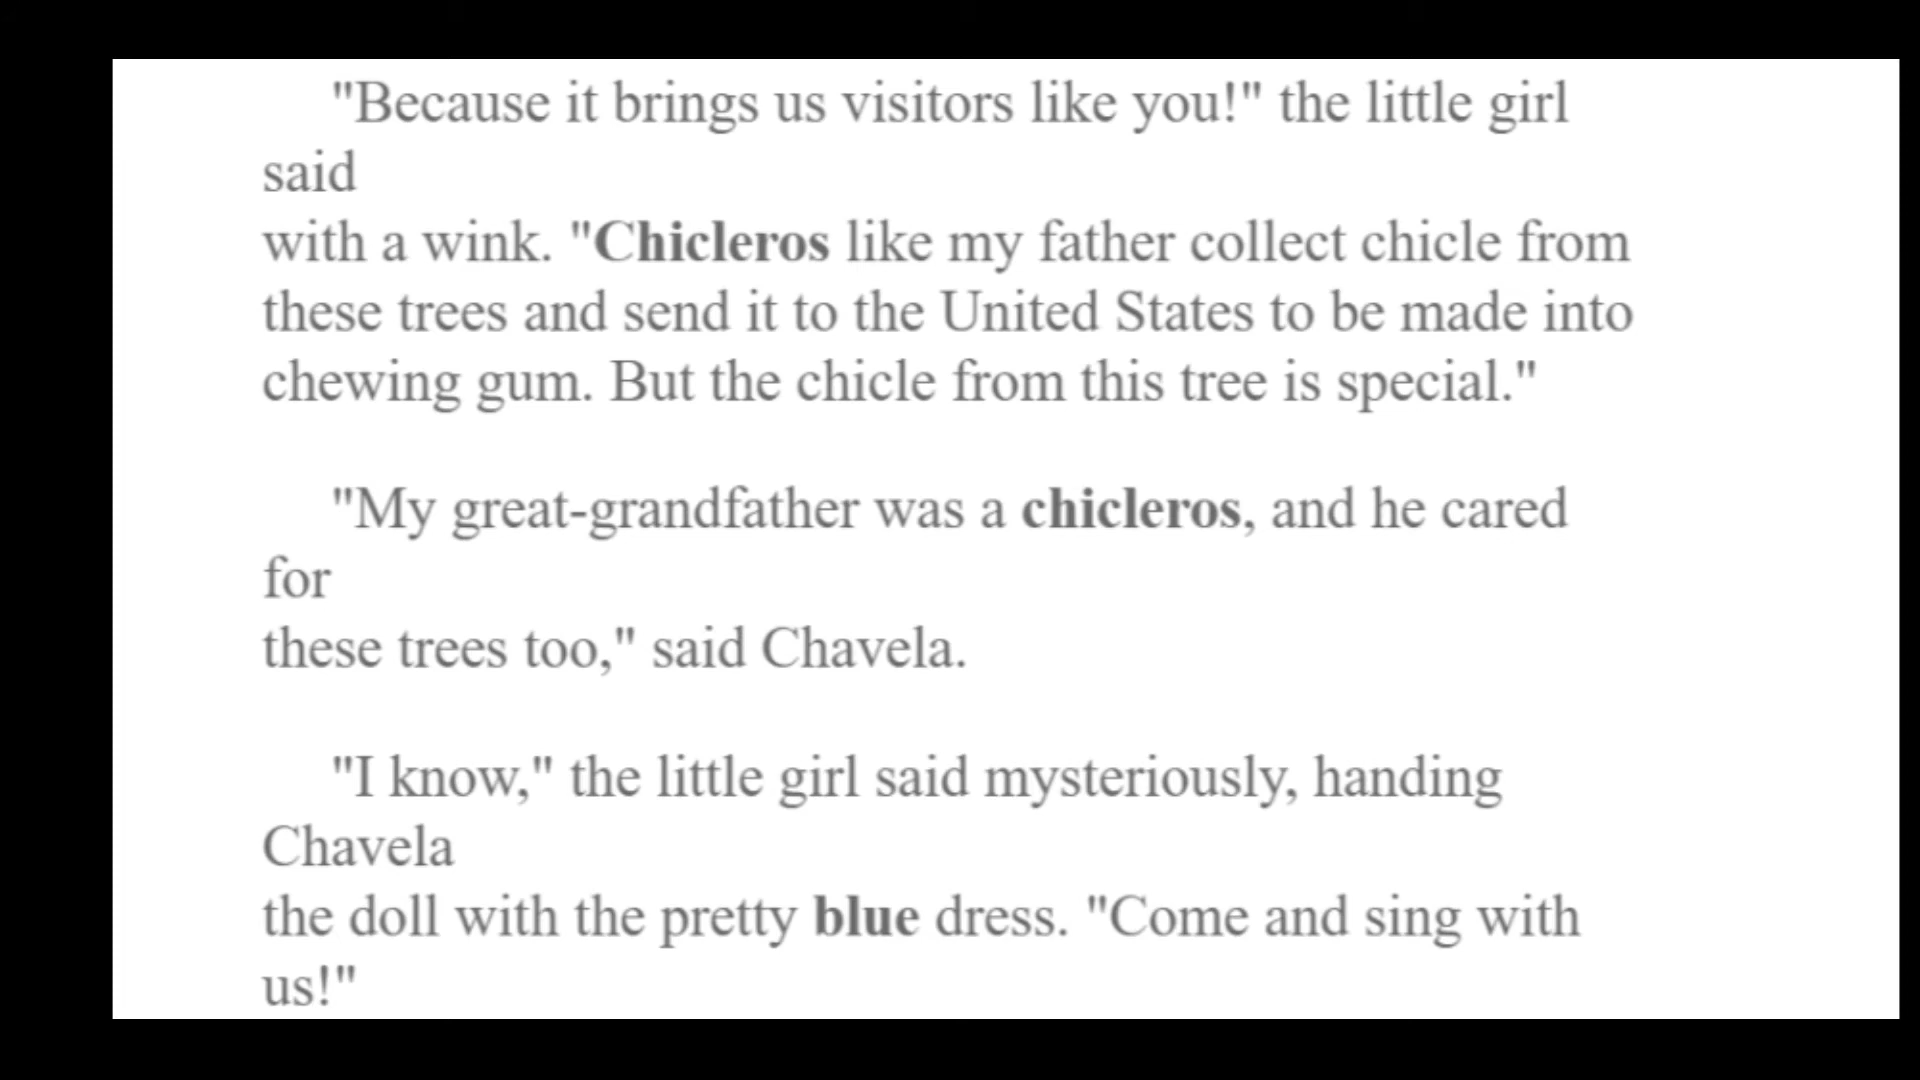 "Because it brings us visitors like you!" the little girl
said
with a wink. "Chicleros like my father collect chicle from
these trees and send it to the United States to be made into
chewing gum. But the chicle from this tree is special."
"My great-grandfather was a chicleros, and he cared
for
these trees too," said Chavela.
"I know," the little girl said mysteriously, handing
Chavela
the doll with the pretty blue dress. "Come and sing with
us!"